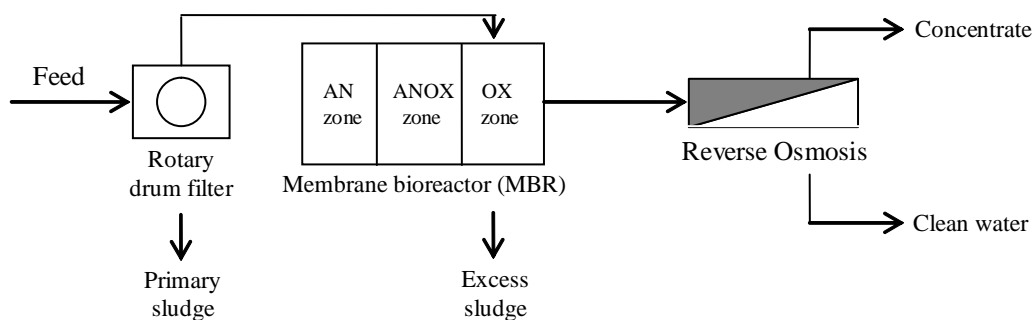 Feed
Rotary
drum filter
Primary
sludge
AN
zone
ANOX
zone
OX
zone
Membrane bioreactor (MBR)
Excess
sludge
Reverse Osmosis
Concentrate
Clean water